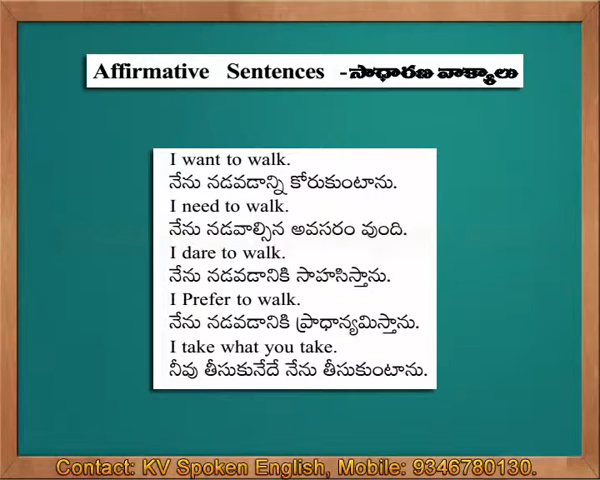 Affirmative Sentences -సాధారణ వాక్యాలు
I want to walk.
నేను నడవడాన్ని కోరుకుంటాను.
I need to walk.
నేను నడవాల్సిన అవసరం వుంది.
I dare to walk.
నేను నడవడానికి సాహసిస్తాను.
I Prefer to walk.
నేను నడవడానికి ప్రాధాన్యమిస్తాను.
I take what you take.
నీవు తీసుకునేదే నేను తీసుకుంటాను.
Contact: KV Spoken English, Mobile: 9346780130.